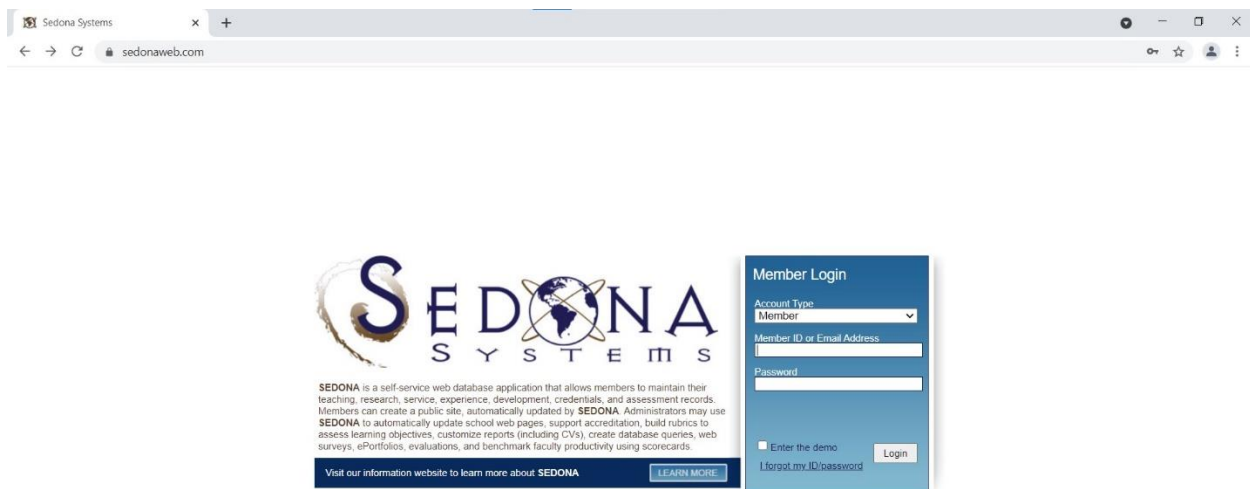 Sedona Systems
sedonaweb.com
SEDONA
SYSTEMS
SEDONA is a self-service web database application that allows members to maintain their
teaching, research, service, experience, development, credentials, and assessment records.
Members can create a public site, automatically updated by SEDONA. Administrators may use
SEDONA to automatically update school web pages, support accreditation, build rubrics to
assess learning objectives, customize reports (including CVs), create database queries, web
surveys, ePortfolios, evaluations, and benchmark faculty productivity using scorecards.
Visit our information website to learn more about SEDONA
LEARN MORE
Member Login
Account Type
Member
Member ID or Email Address
Password
Enter the demo
Login
I forgot my ID/password